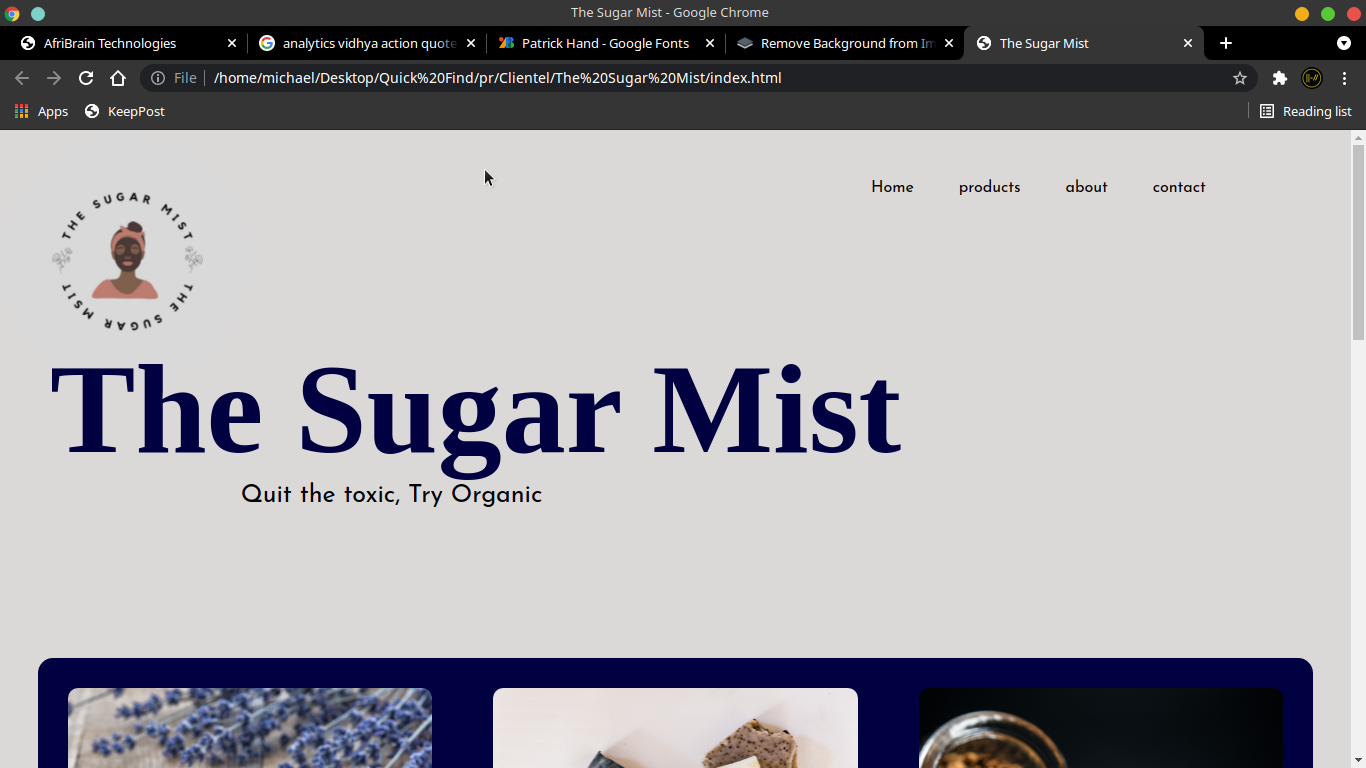 The Sugar Mist - Google Chrome
AfriBrain Technologies
analytics vidhya action quote
Patrick Hand - Google Fonts
Remove Background from Im
The Sugar Mist
File
/home/michael/Desktop/Quick%20Find/pr/Clientel/The%20Sugar%20Mist/index.html
Apps
KeepPost
Reading list
Home
products
about
contact
THE SUGAR MIST
THE SUGAR MSIT
The Sugar Mist
Quit the toxic, Try Organic